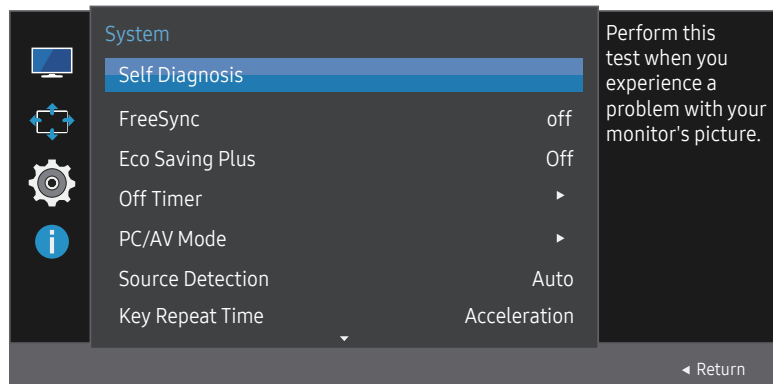 System
Self Diagnosis
FreeSync off
Eco Saving Plus Off
Off Timer ►
PC/AV Mode ►
Source Detection Auto
Key Repeat Time Acceleration
Perform this
test when you
experience a
problem with your
monitor's picture.
◄ Return